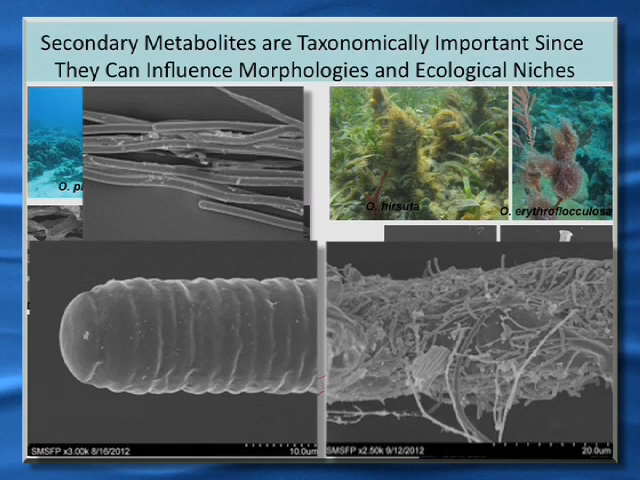 Secondary Metabolites are Taxonomically Important Since
They Can Influence Morphologies and Ecological Niches
O. hirsuta
O. erythroflocculosa
SMSFP x3.00k 8/16/2012
10.0um
SMSFP x2.50k 9/12/2012
20.0um